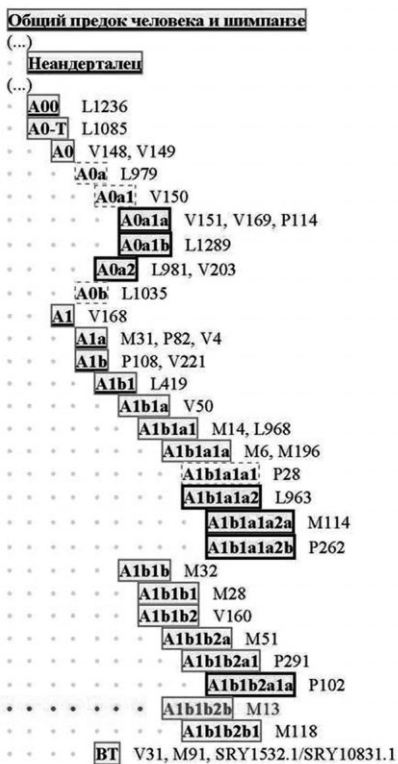 Общий предок человека и шимпанзе
(...)
Неандерталец
(...)
A00 L1236
A0-T L1085
A0 V148, V149
A0a L979
A0a1 V150
A0a1a V151, V169, P114
A0a1b L1289
A0a2 L981, V203
A0b L1035
A1 V168
A1a M31, P82, V4
A1b P108, V221
A1b1 L419
A1b1a V50
A1b1a1 M14, L968
A1b1a1a M6, M196
A1b1a1a1 P28
A1b1a1a2 L963
A1b1a1a2a M114
A1b1a1a2b P262
A1b1b M32
A1b1b1 M28
A1b1b2 V160
A1b1b2a M51
A1b1b2a1 P291
A1b1b2a1a P102
A1b1b2b M13
A1b1b2b1 M118
BT V31, M91, SRY1532.1/SRY10831.1